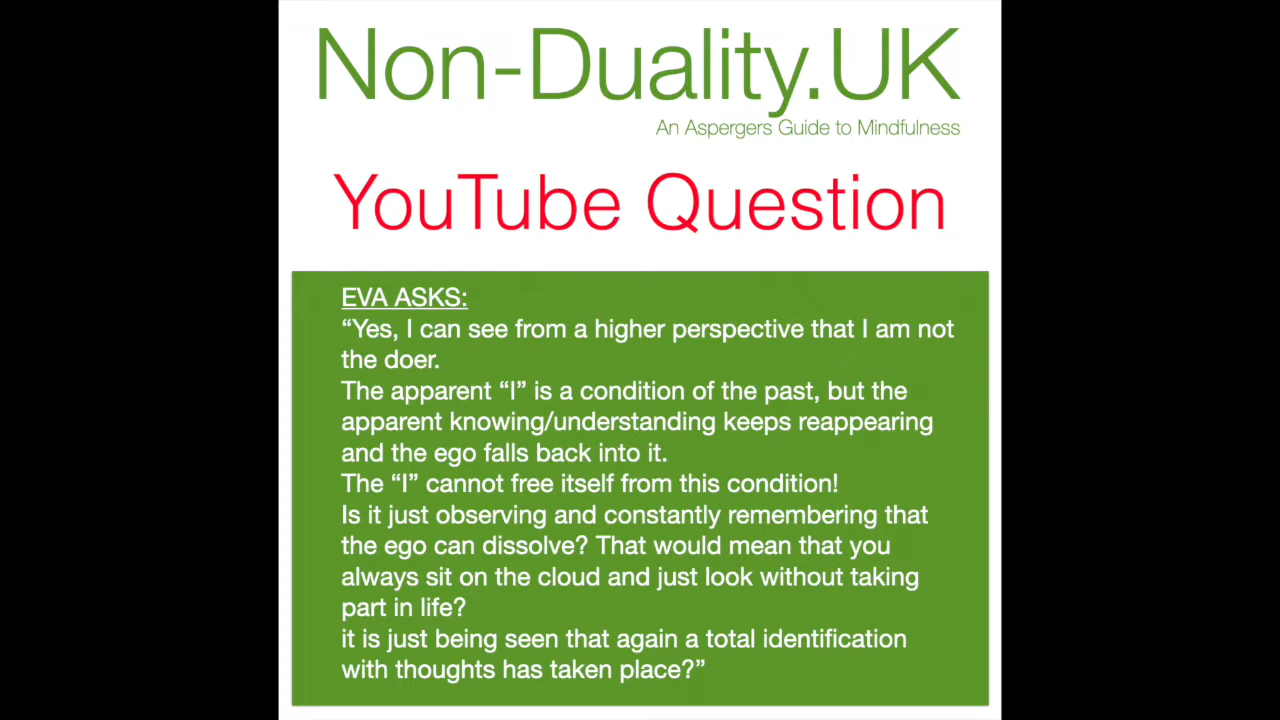 Non-Duality.UK
An Aspergers Guide to Mindfulness
YouTube Question
EVA ASKS:
“Yes, I can see from a higher perspective that I am not
the doer.
The apparent “I” is a condition of the past, but the
apparent knowing/understanding keeps reappearing
and the ego falls back into it.
The “I” cannot free itself from this condition!
Is it just observing and constantly remembering that
the ego can dissolve? That would mean that you
always sit on the cloud and just look without taking
part in life?
it is just being seen that again a total identification
with thoughts has taken place?”